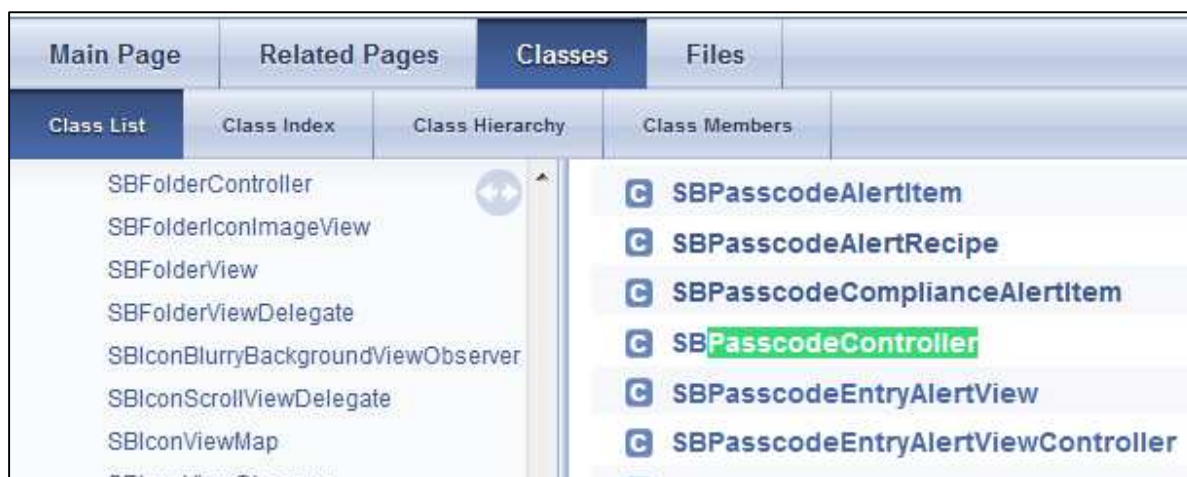 Main Page Related Pages Classes Files
Class List Class Index Class Hierarchy Class Members
SBFolderController
SBFolderIconImageView
SBFolderView
SBFolderViewDelegate
SBIconBlurryBackgroundViewObserver
SBIconScrollViewDelegate
SBIconViewMap
C SBPasscodeAlertItem
C SBPasscodeAlertRecipe
C SBPasscodeComplianceAlertItem
C SBPasscodeController
C SBPasscodeEntryAlertView
C SBPasscodeEntryAlertViewController